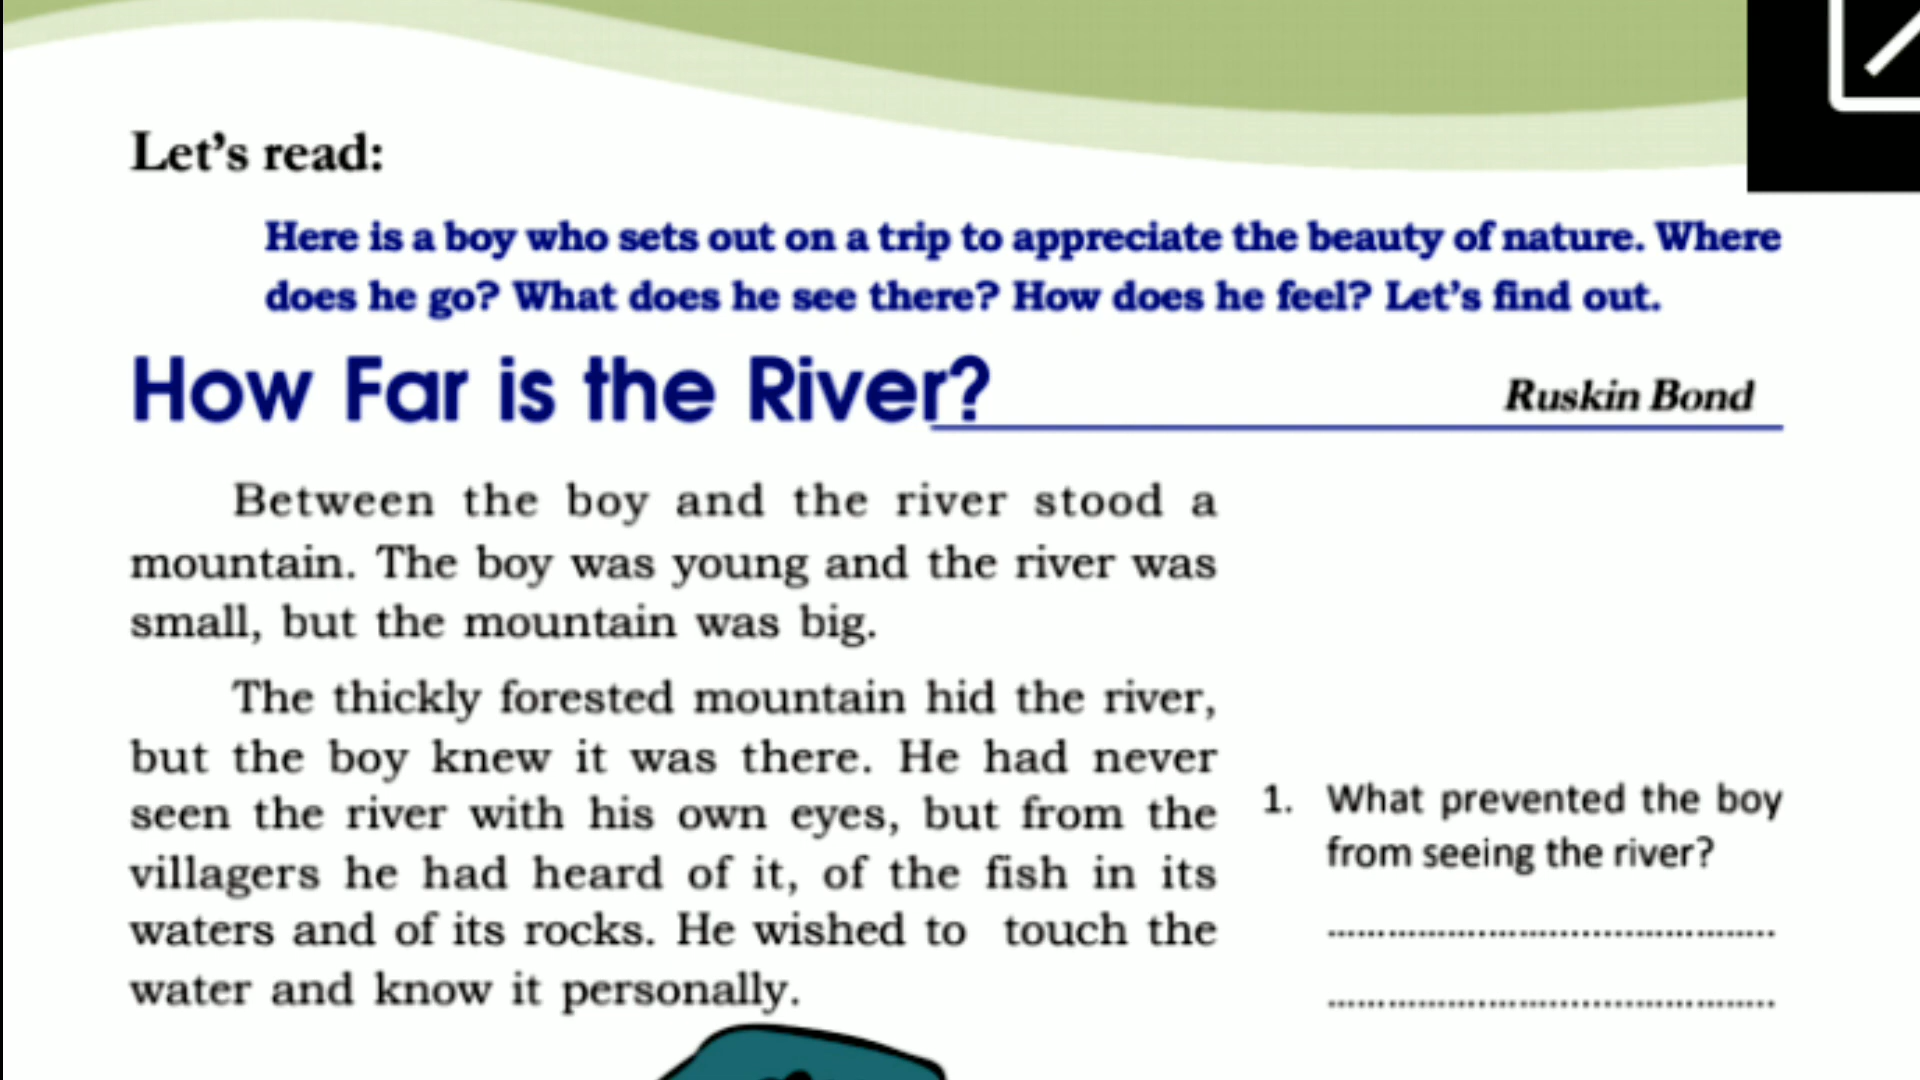 Let's read:
Here is a boy who sets out on a trip to appreciate the beauty of nature. Where
does he go? What does he see there? How does he feel? Let's find out.
How Far is the River?
Ruskin Bond
Between the boy and the river stood a
mountain. The boy was young and the river was
small, but the mountain was big.
The thickly forested mountain hid the river,
but the boy knew it was there. He had never
seen the river with his own eyes, but from the
villagers he had heard of it, of the fish in its
waters and of its rocks. He wished to touch the
water and know it personally.
1. What prevented the boy
from seeing the river?